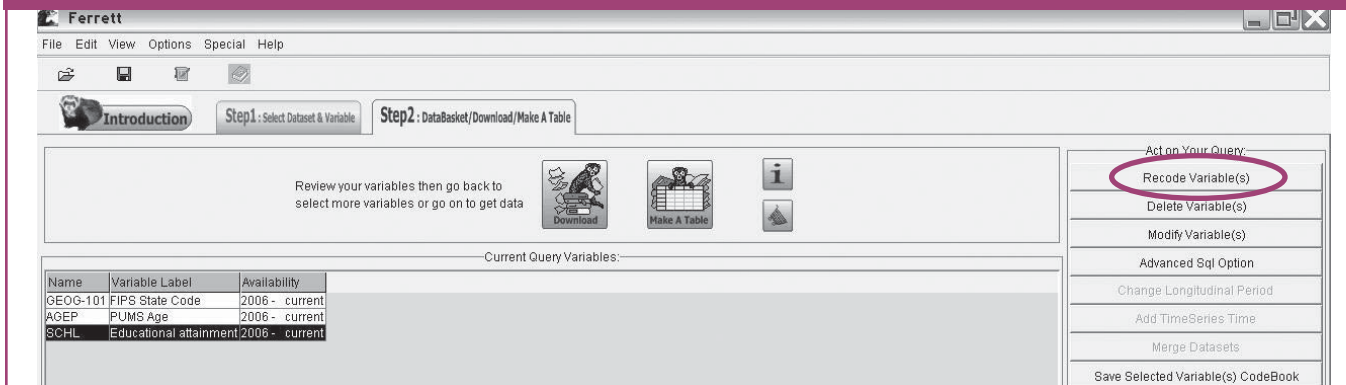 Ferrett
File Edit View Options Special Help
Introduction
Step1 : Select Dataset & Variable
Step2 : DataBasket/Download/Make A Table
Review your variables then go back to
select more variables or go on to get data
Download
Make A Table
i
Act on Your Query:
Recode Variable(s)
Delete Variable(s)
Modify Variable(s)
Advanced Sql Option
Change Longitudinal Period
Add TimeSeries Time
Merge Datasets
Save Selected Variable(s) CodeBook
Current Query Variables:
Name Variable Label Availability
GEOG-101 FIPS State Code 2006 - current
AGEP PUMS Age 2006 - current
SCHL Educational attainment 2006 - current